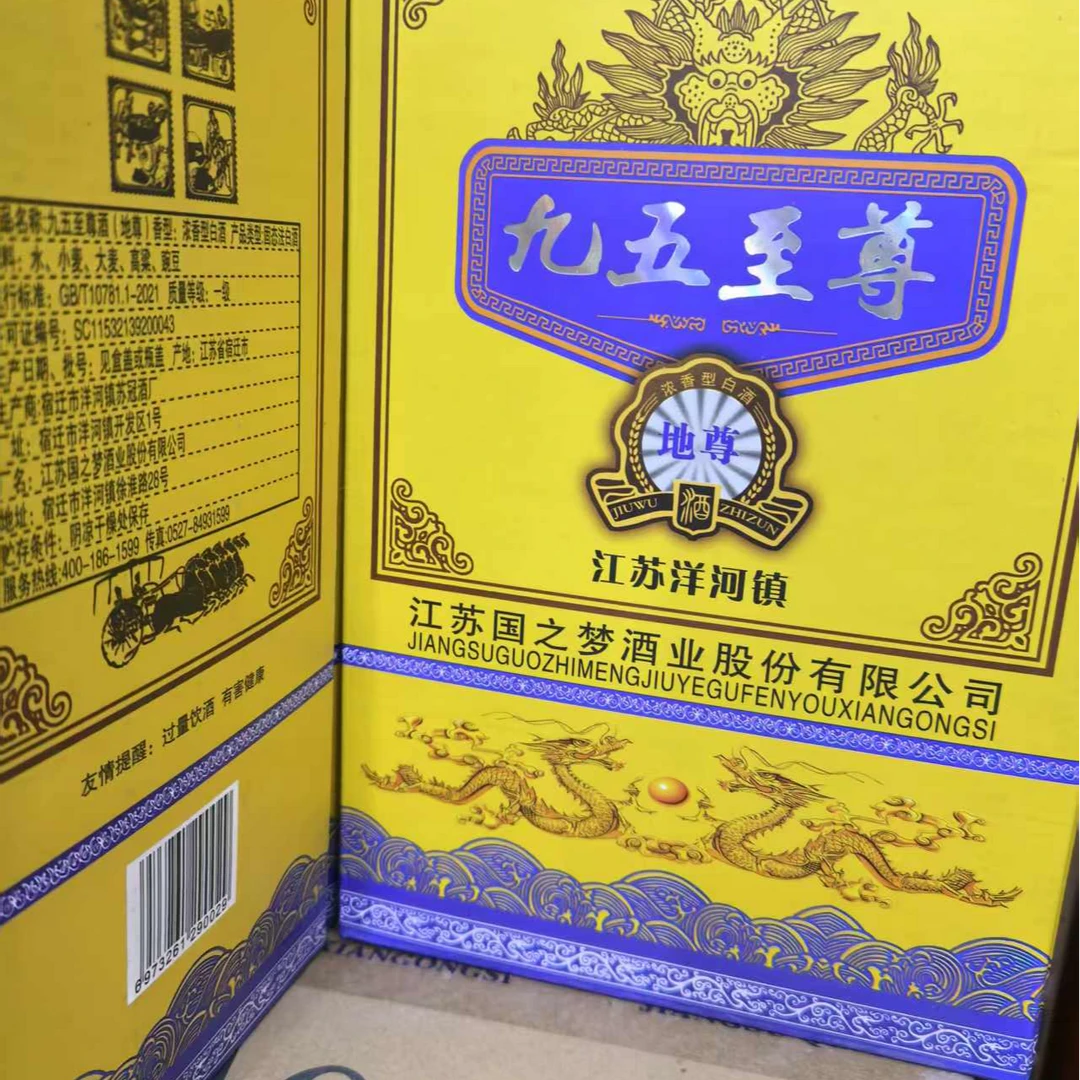 品名称:九五至尊酒(地尊)香型:浓香型白酒 产品类型:固态法白酒
料:水、小麦、大麦、高粱、豌豆
行标准:GB/T10781.1-2021 质量等级:一级
可证编号:SC11532139200043
产日期、批号:见盒盖或瓶盖 产地:江苏省宿迁市
生产商:宿迁市洋河镇苏冠酒厂
址:宿迁市洋河镇开发区1号
名:江苏国之梦酒业股份有限公司
地址:宿迁市洋河镇徐淮路28号
贮存条件:阴凉干燥处保存
服务热线:400-186-1599 传真:0527-84931599
友情提醒:过量饮酒 有害健康
6973261290028
九五至尊
浓香型白酒
地尊
JIUWU 酒 ZHIZUN
江苏洋河镇
江苏国之梦酒业股份有限公司
JIANGSUGUOZHIMENGJIUYEGUFENYOUXIANGONGSI